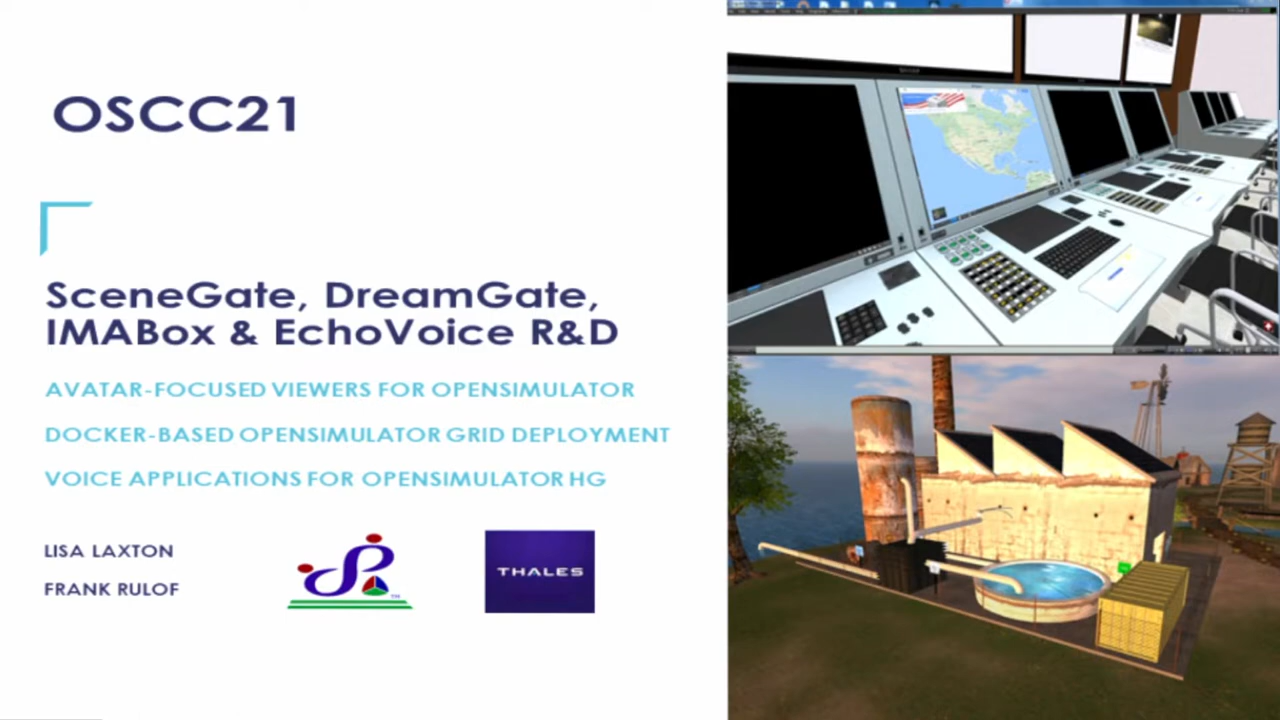 OSCC21
SceneGate, DreamGate,
IMABox & EchoVoice R&D
AVATAR-FOCUSED VIEWERS FOR OPENSIMULATOR
DOCKER-BASED OPENSIMULATOR GRID DEPLOYMENT
VOICE APPLICATIONS FOR OPENSIMULATOR HG
LISA LAXTON
FRANK RULOF
TM
THALES